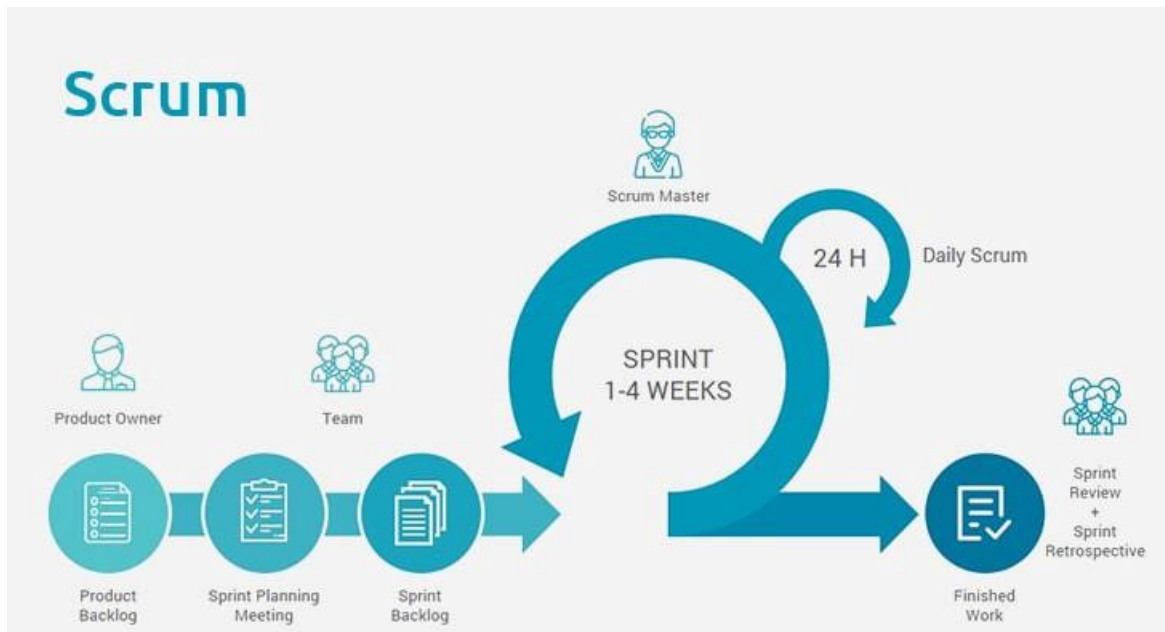 Scrum
Scrum Master
24 H
Daily Scrum
SPRINT
1-4 WEEKS
Product Owner
Team
Product
Backlog
Sprint Planning
Meeting
Sprint
Backlog
Finished
Work
Sprint
Review
+
Sprint
Retrospective